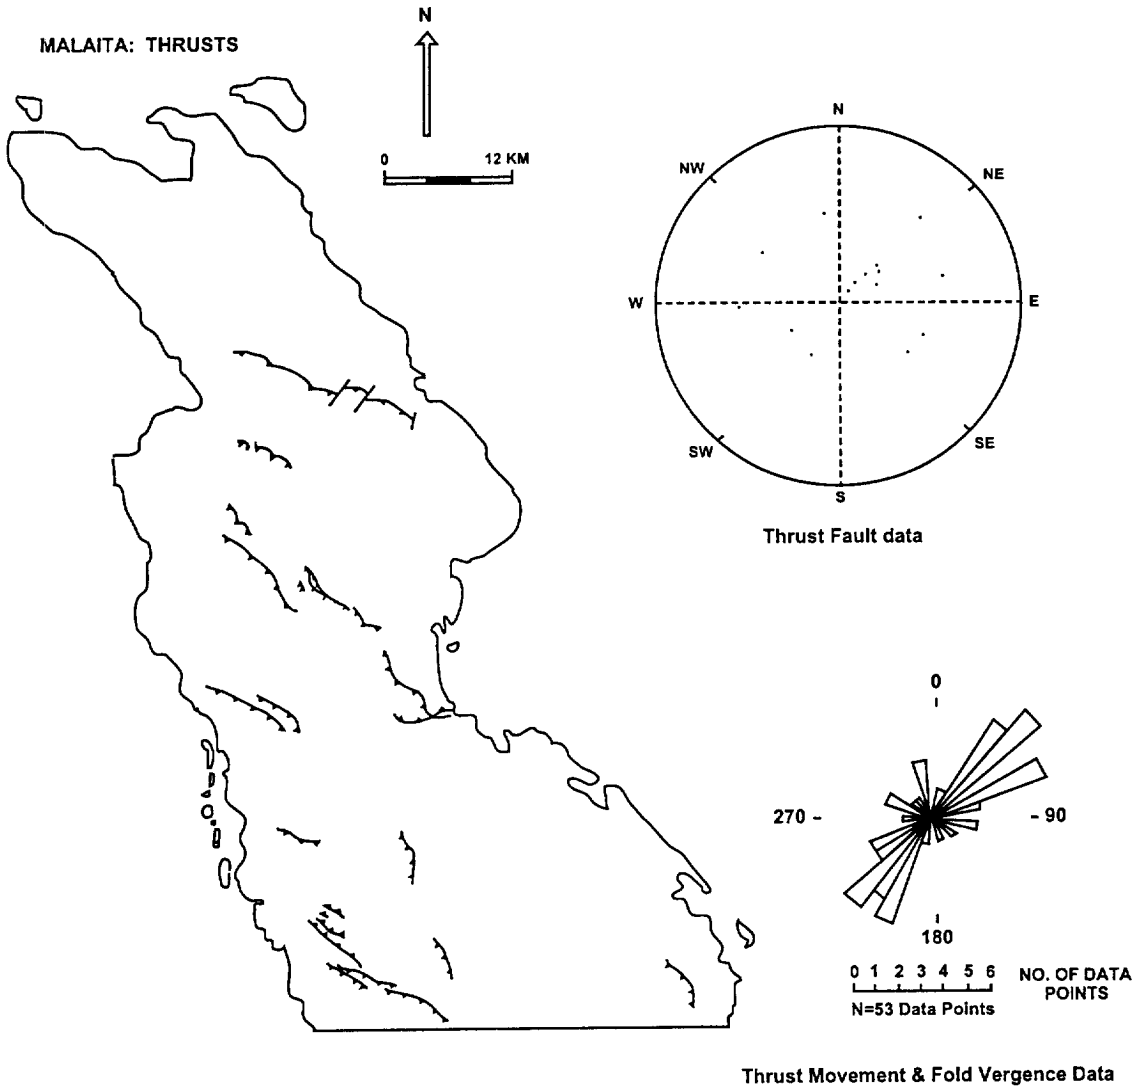 MALAITA: THRUSTS
N
0 12 KM
N
NW NE
W E
SW SE
S
Thrust Fault data
0
270 - - 90
180
0 1 2 3 4 5 6
NO. OF DATA
POINTS
N=53 Data Points
Thrust Movement & Fold Vergence Data